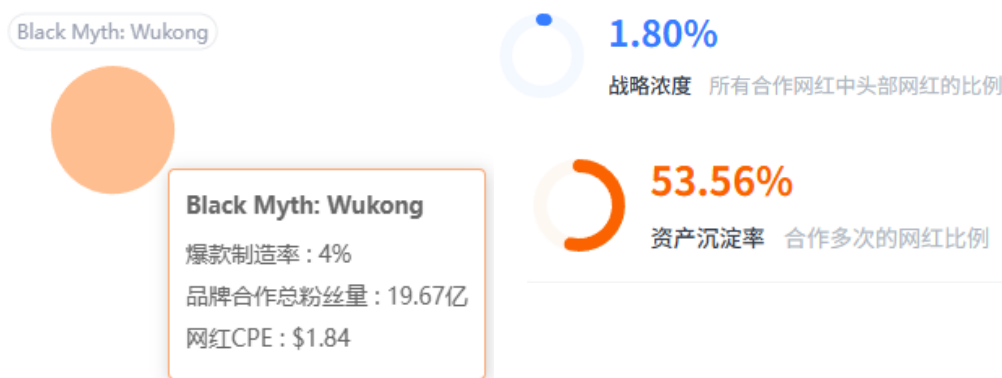 Black Myth: Wukong
1.80%
战略浓度 所有合作网红中头部网红的比例
Black Myth: Wukong
爆款制造率 : 4%
品牌合作总粉丝量 : 19.67亿
网红CPE : $1.84
53.56%
资产沉淀率 合作多次的网红比例